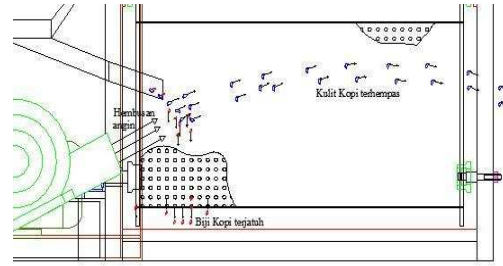 Kulit Kopi terhempas
Hembusan
angin
Biji Kopi terjatuh